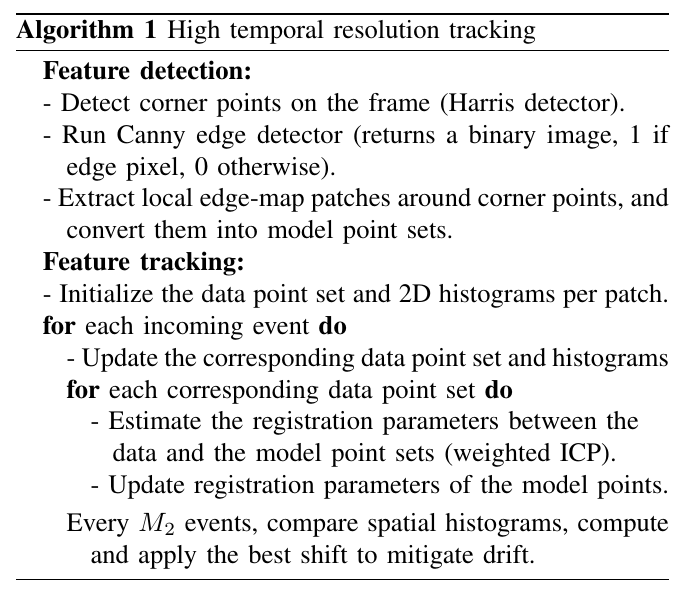 Algorithm 1 High temporal resolution tracking
Feature detection:
- Detect corner points on the frame (Harris detector).
- Run Canny edge detector (returns a binary image, 1 if
edge pixel, 0 otherwise).
- Extract local edge-map patches around corner points, and
convert them into model point sets.
Feature tracking:
- Initialize the data point set and 2D histograms per patch.
for each incoming event do
- Update the corresponding data point set and histograms
for each corresponding data point set do
- Estimate the registration parameters between the
data and the model point sets (weighted ICP).
- Update registration parameters of the model points.
Every M₂ events, compare spatial histograms, compute
and apply the best shift to mitigate drift.